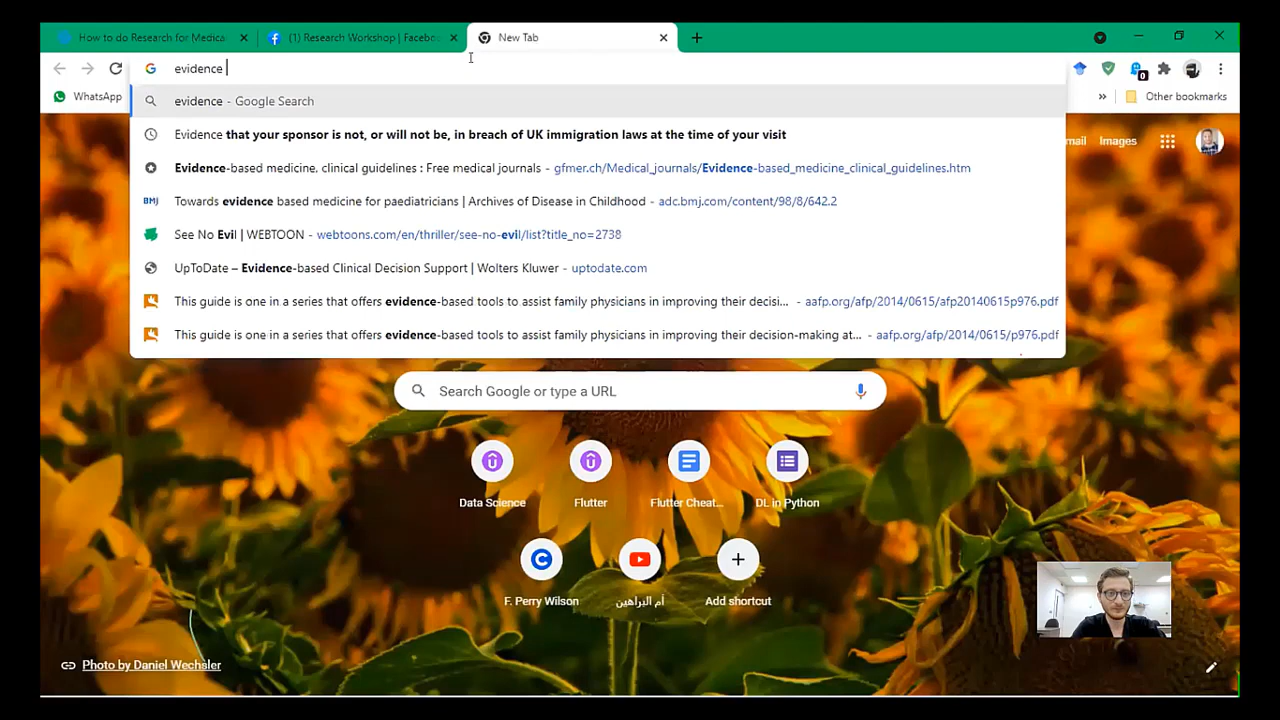 How to do Research for Medica
(1) Research Workshop | Facebo
New Tab
evidence
WhatsApp
0
Other bookmarks
evidence - Google Search
Evidence that your sponsor is not, or will not be, in breach of UK immigration laws at the time of your visit
Evidence-based medicine, clinical guidelines : Free medical journals - gfmer.ch/Medical_journals/Evidence-based_medicine_clinical_guidelines.htm
BMJ Towards evidence based medicine for paediatricians | Archives of Disease in Childhood - adc.bmj.com/content/98/8/642.2
See No Evil | WEBTOON - webtoons.com/en/thriller/see-no-evil/list?title_no=2738
UpToDate – Evidence-based Clinical Decision Support | Wolters Kluwer - uptodate.com
This guide is one in a series that offers evidence-based tools to assist family physicians in improving their decisi... - aafp.org/afp/2014/0615/afp20140615p976.pdf
This guide is one in a series that offers evidence-based tools to assist family physicians in improving their decision-making at... - aafp.org/afp/2014/0615/p976.pdf
mail Images
Search Google or type a URL
Data Science
Flutter
Flutter Cheat...
DL in Python
F. Perry Wilson
أم البراهين
Add shortcut
Photo by Daniel Wechsler